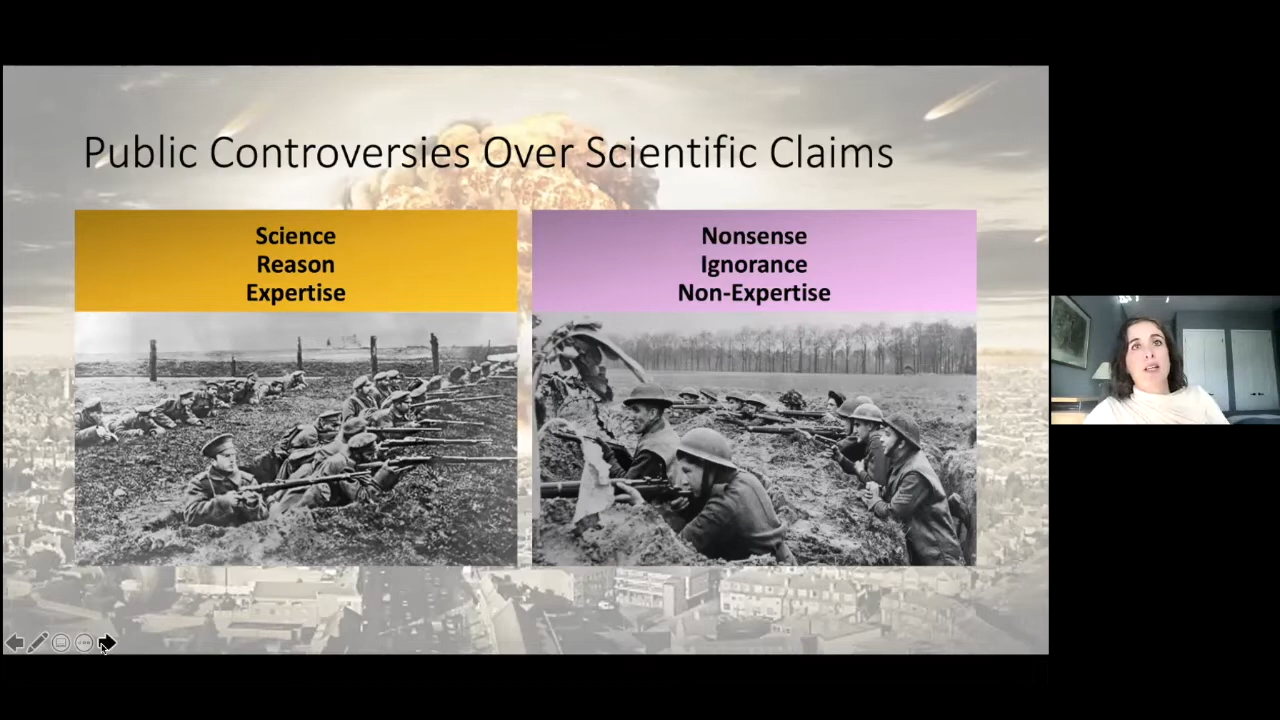 Public Controversies Over Scientific Claims
Science
Reason
Expertise
Nonsense
Ignorance
Non-Expertise